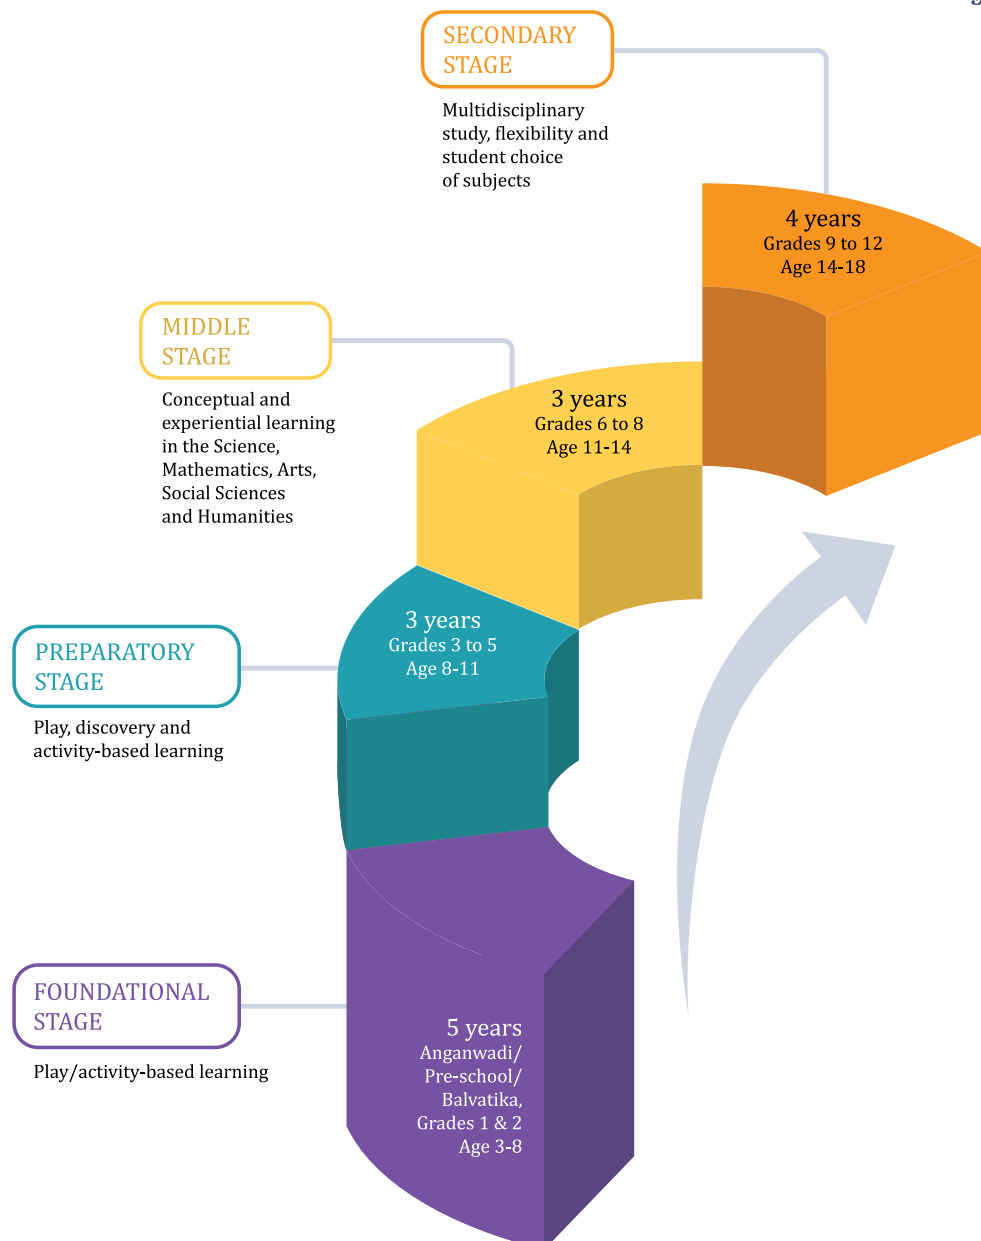 SECONDARY
STAGE
Multidisciplinary
study, flexibility and
student choice
of subjects
4 years
Grades 9 to 12
Age 14-18
MIDDLE
STAGE
Conceptual and
experiential learning
in the Science,
Mathematics, Arts,
Social Sciences
and Humanities
3 years
Grades 6 to 8
Age 11-14
PREPARATORY
STAGE
Play, discovery and
activity-based learning
3 years
Grades 3 to 5
Age 8-11
FOUNDATIONAL
STAGE
Play/activity-based learning
5 years
Anganwadi/
Pre-school/
Balvatika,
Grades 1 & 2
Age 3-8